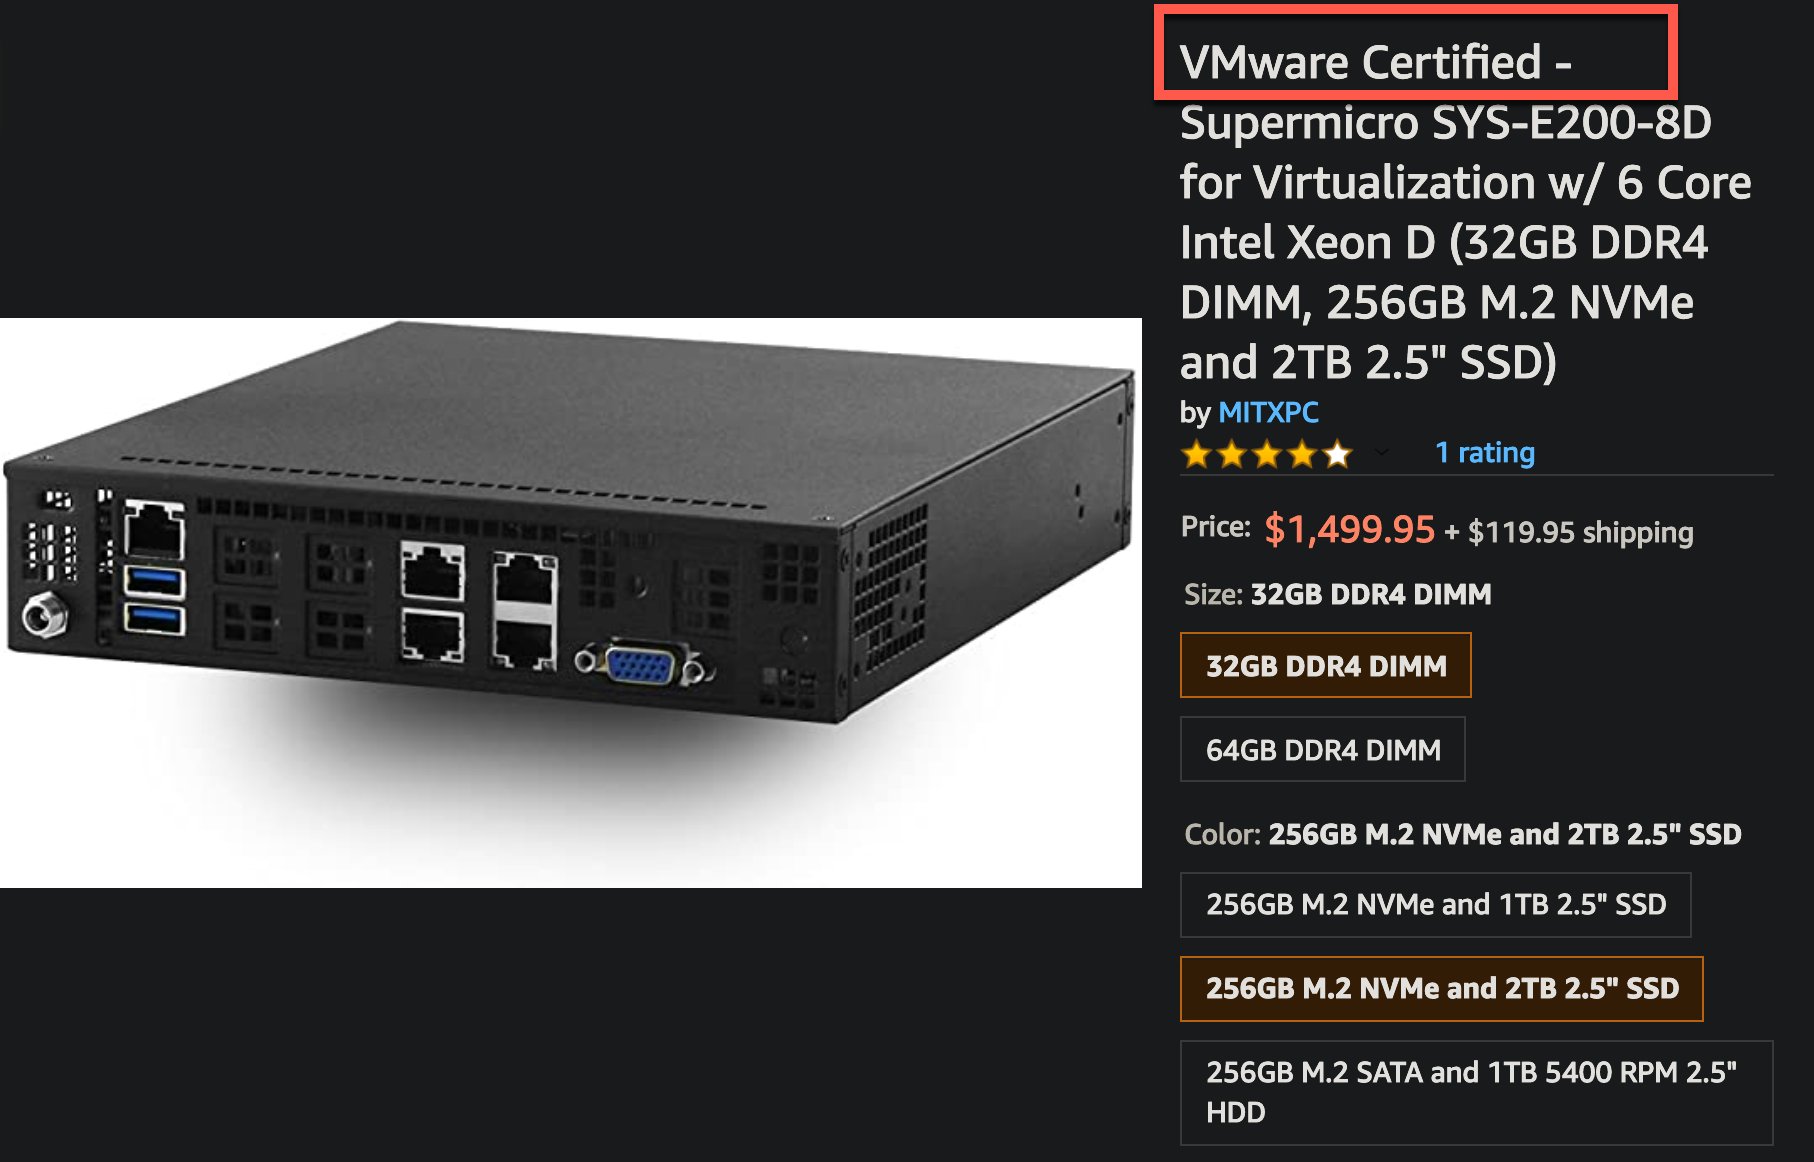 VMware Certified -
Supermicro SYS-E200-8D
for Virtualization w/ 6 Core
Intel Xeon D (32GB DDR4
DIMM, 256GB M.2 NVMe
and 2TB 2.5" SSD)
by MITXPC
1 rating
Price: $1,499.95 + $119.95 shipping
Size: 32GB DDR4 DIMM
32GB DDR4 DIMM
64GB DDR4 DIMM
Color: 256GB M.2 NVMe and 2TB 2.5" SSD
256GB M.2 NVMe and 1TB 2.5" SSD
256GB M.2 NVMe and 2TB 2.5" SSD
256GB M.2 SATA and 1TB 5400 RPM 2.5"
HDD